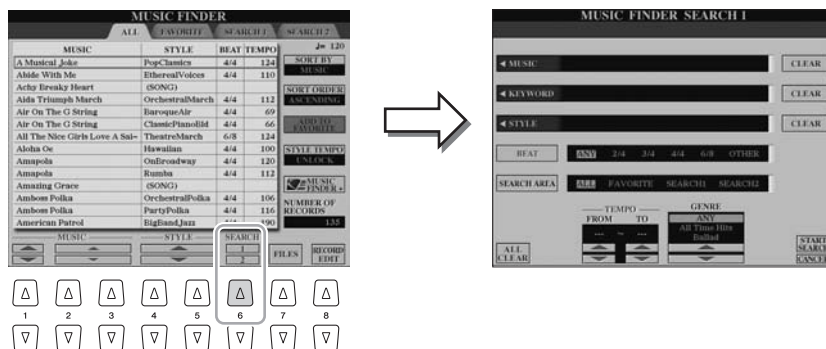 MUSIC FINDER
ALL FAVORITE SEARCH 1 SEARCH 2
MUSIC STYLE BEAT TEMPO ♩= 120
A Musical Joke PopClassics 4/4 124
Abide With Me EtherealVoices 4/4 110
Achy Breaky Heart (SONG)
Aida Triumph March OrchestralMarch 4/4 112
Air On The G String BaroqueAir 4/4 69
Air On The G String ClassicPianoBld 4/4 66
All The Nice Girls Love A Sai~ TheatreMarch 6/8 124
Aloha Oe Hawaiian 4/4 100
Amapola OnBroadway 4/4 120
Amapola Rumba 4/4 112
Amazing Grace (SONG)
Amboss Polka OrchestralPolka 4/4 106
Amboss Polka PartyPolka 4/4 116
American Patrol BigBandJazz 4/4 190
SORT BY
MUSIC
SORT ORDER
ASCENDING
ADD TO
FAVORITE
STYLE TEMPO
UNLOCK
MUSIC
FINDER +
NUMBER OF
RECORDS
135
MUSIC STYLE SEARCH
1
2
FILES
RECORD
EDIT
1 2 3 4 5 6 7 8
MUSIC FINDER SEARCH 1
MUSIC CLEAR
KEYWORD CLEAR
STYLE CLEAR
BEAT ANY 2/4 3/4 4/4 6/8 OTHER
SEARCH AREA ALL FAVORITE SEARCH1 SEARCH2
TEMPO GENRE
FROM TO
--- ~ ---
ANY
All Time Hits
Ballad
ALL
CLEAR
START
SEARCH
CANCEL